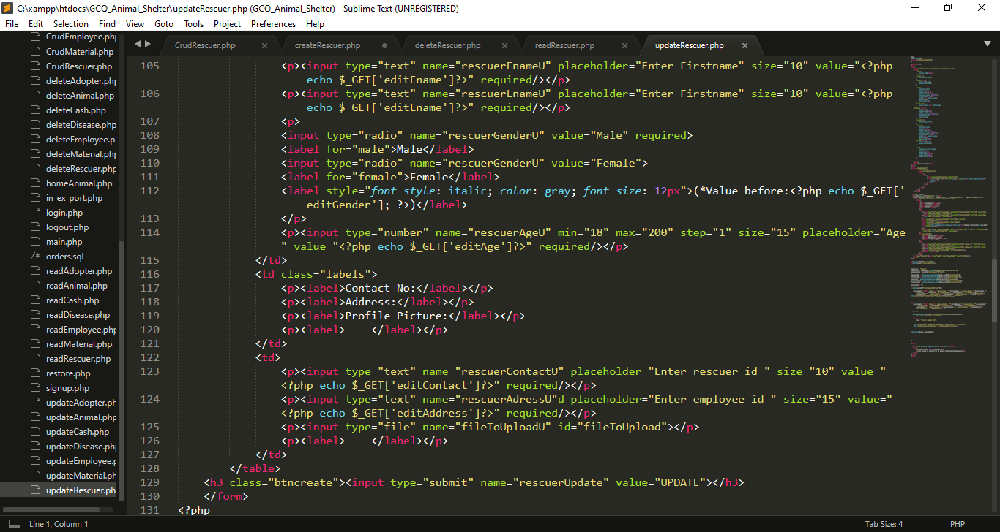 C:\xampp\htdocs\GCQ_Animal_Shelter\updateRescuer.php (GCQ_Animal_Shelter) - Sublime Text (UNREGISTERED)
File Edit Selection Find View Goto Tools Project Preferences Help
CrudEmployee.php
CrudMaterial.php
CrudRescuer.php
deleteAdopter.php
deleteAnimal.php
deleteCash.php
deleteDisease.php
deleteEmployee.p
deleteMaterial.php
deleteRescuer.php
homeAnimal.php
in_ex_port.php
login.php
logout.php
main.php
/* orders.sql
readAdopter.php
readAnimal.php
readCash.php
readDisease.php
readEmployee.php
readMaterial.php
readRescuer.php
restore.php
signup.php
updateAdopter.ph
updateAnimal.php
updateCash.php
updateDisease.ph
updateEmployee.p
updateMaterial.ph
updateRescuer.ph
CrudRescuer.php createRescuer.php deleteRescuer.php readRescuer.php updateRescuer.php
105 <p><input type="text" name="rescuerFnameU" placeholder="Enter Firstname" size="10" value="<?php
echo $_GET['editFname']?>" required/></p>
106 <p><input type="text" name="rescuerLnameU" placeholder="Enter Firstname" size="10" value="<?php
echo $_GET['editLname']?>" required/></p>
107 <p>
108 <input type="radio" name="rescuerGenderU" value="Male" required>
109 <label for="male">Male</label>
110 <input type="radio" name="rescuerGenderU" value="Female">
111 <label for="female">Female</label>
112 <label style="font-style: italic; color: gray; font-size: 12px">(*Value before:<?php echo $_GET['
editGender']; ?>)</label>
113 </p>
114 <p><input type="number" name="rescuerAgeU" min="18" max="200" step="1" size="15" placeholder="Age
" value="<?php echo $_GET['editAge']?>" required/></p>
115 </td>
116 <td class="labels">
117 <p><label>Contact No:</label></p>
118 <p><label>Address:</label></p>
119 <p><label>Profile Picture:</label></p>
120 <p><label>    </label></p>
121 </td>
122 <td>
123 <p><input type="text" name="rescuerContactU" placeholder="Enter rescuer id " size="10" value="
<?php echo $_GET['editContact']?>" required/></p>
124 <p><input type="text" name="rescuerAdressU"d placeholder="Enter employee id " size="15" value="
<?php echo $_GET['editAddress']?>" required/></p>
125 <p><input type="file" name="fileToUploadU" id="fileToUpload"></p>
126 <p><label>    </label></p>
127 </td>
128 </table>
129 <h3 class="btncreate"><input type="submit" name="rescuerUpdate" value="UPDATE"></h3>
130 </form>
131 <?php
Line 1, Column 1 Tab Size: 4 PHP